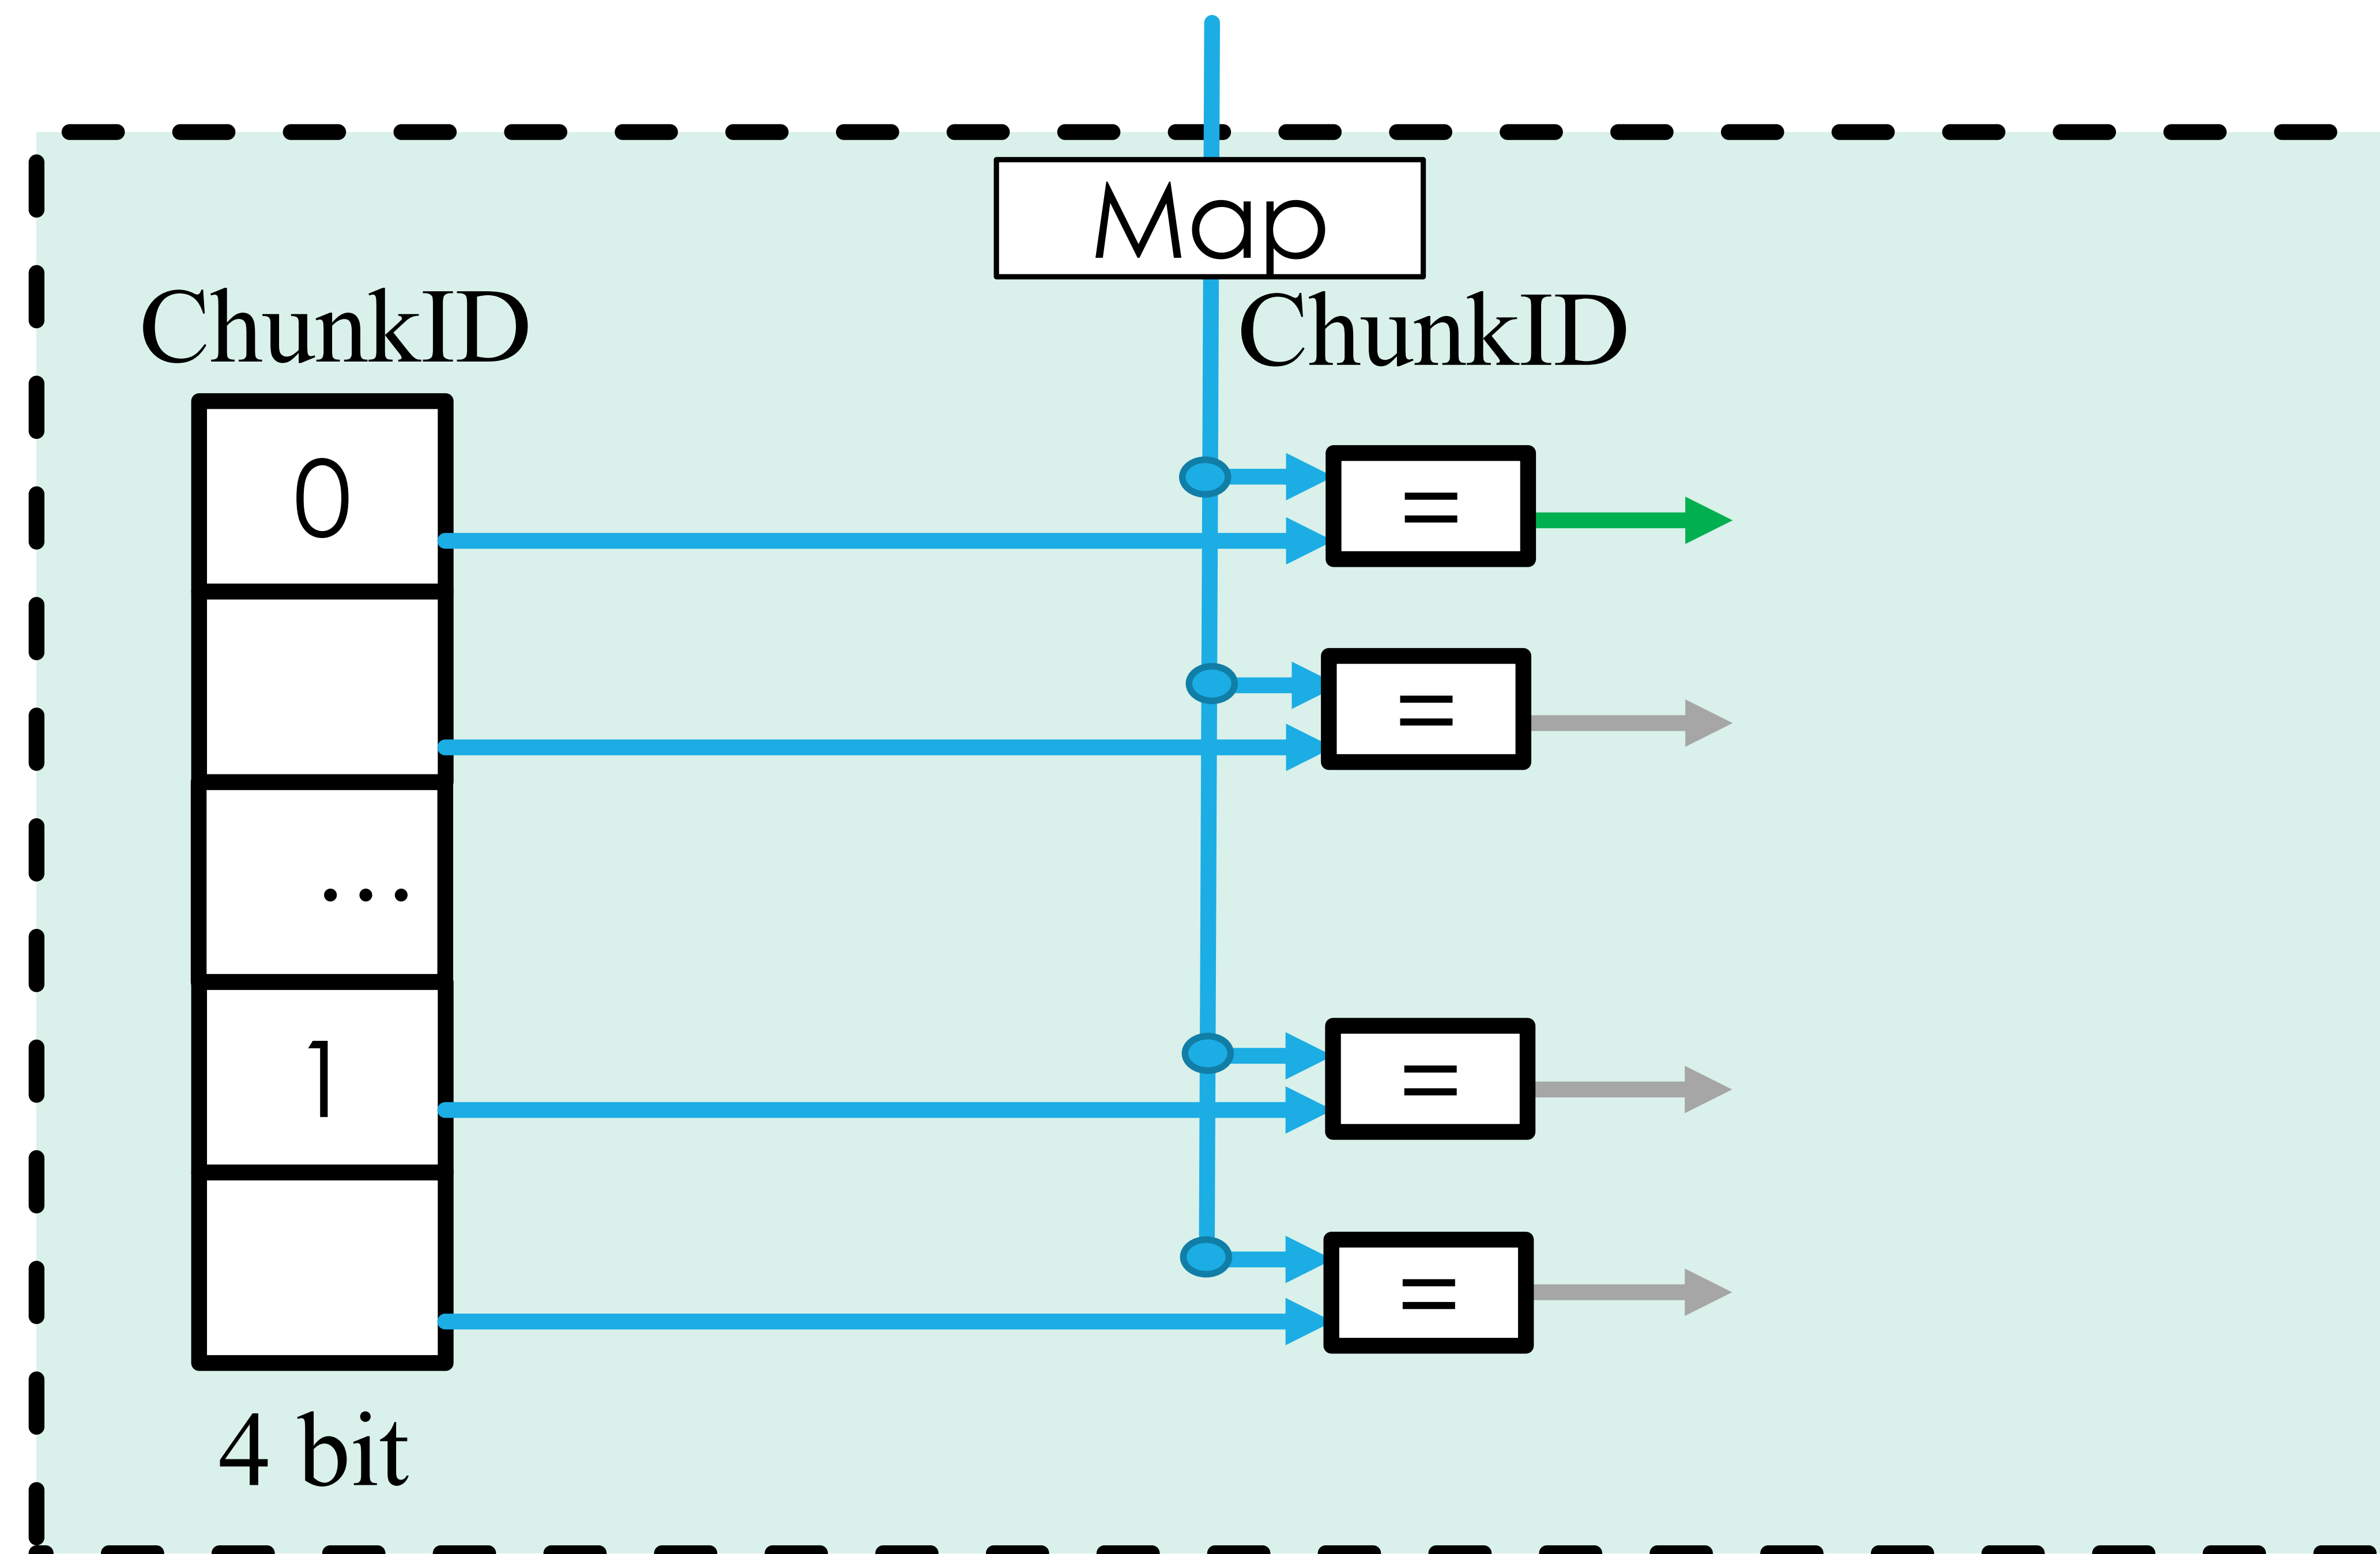 Map
ChunkID
ChunkID
0
=
=
...
1
=
=
4 bit